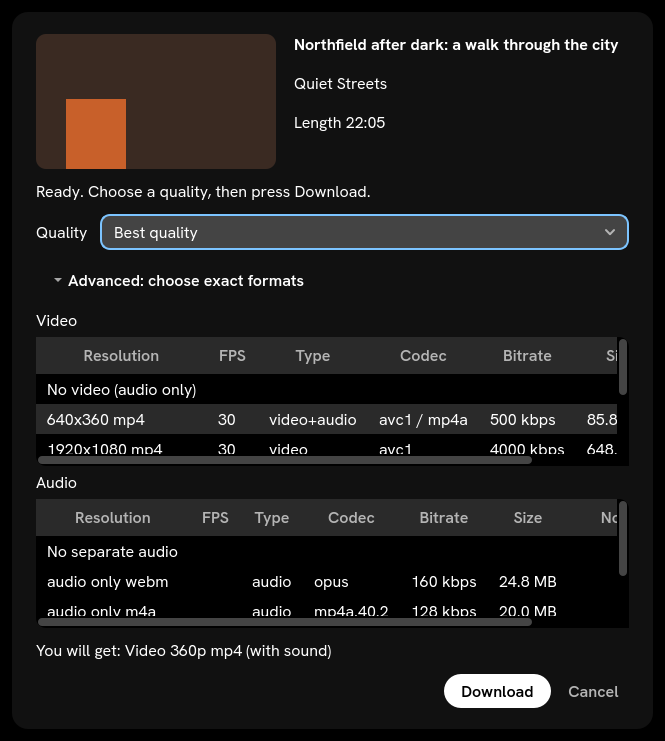 Northfield after dark: a walk through the city
Quiet Streets
Length 22:05
Ready. Choose a quality, then press Download.
Quality Best quality
Advanced: choose exact formats
Video
Resolution FPS Type Codec Bitrate
No video (audio only)
640x360 mp4 30 video+audio avc1 / mp4a 500 kbps 85.8
1920x1080 mp4 30 video avc1 4000 kbps 648.
Audio
Resolution FPS Type Codec Bitrate Size
No separate audio
audio only webm audio opus 160 kbps 24.8 MB
audio only m4a audio mp4a.40.2 128 kbps 20.0 MB
You will get: Video 360p mp4 (with sound)
Download Cancel